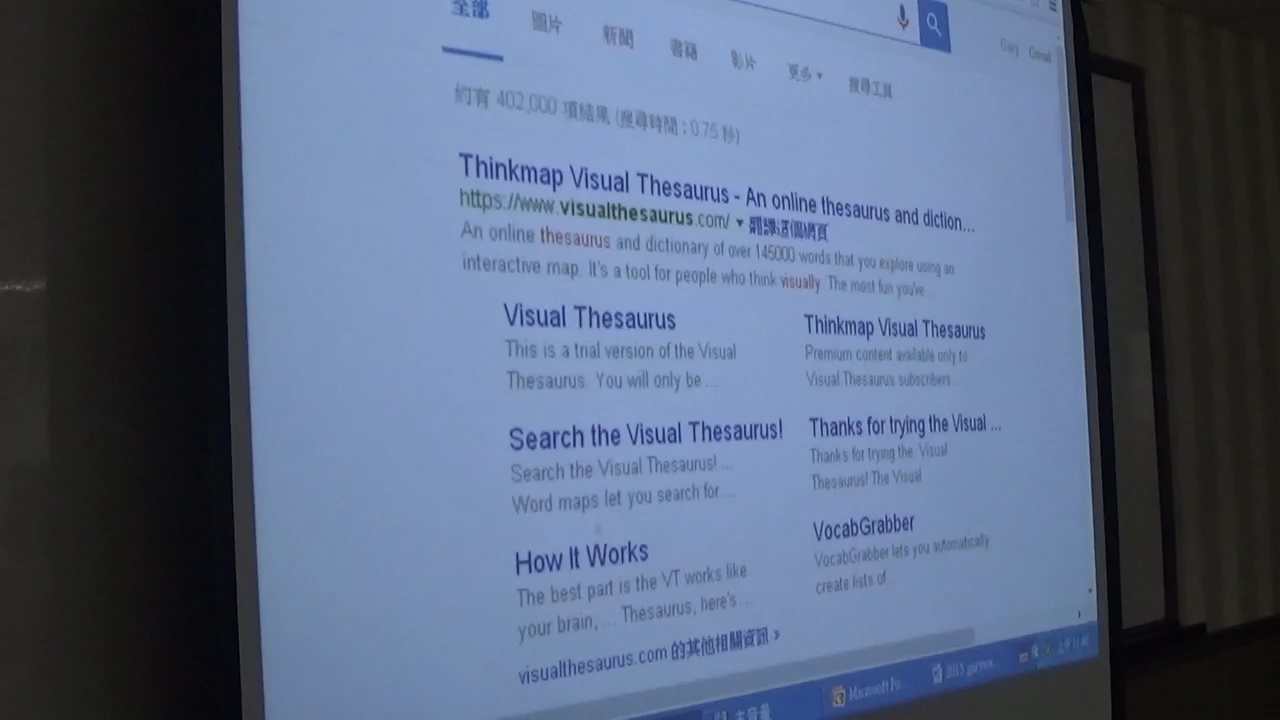 全部 圖片 新聞 書籍 影片 更多 搜尋工具
Gary Gmail
約有 402,000 項結果 (搜尋時間:0.75 秒)
Thinkmap Visual Thesaurus - An online thesaurus and diction...
https://www.visualthesaurus.com/ 翻譯這個網頁
An online thesaurus and dictionary of over 145000 words that you explore using an
interactive map. It's a tool for people who think visually. The most fun you've
Visual Thesaurus
This is a trial version of the Visual
Thesaurus. You will only be ...
Thinkmap Visual Thesaurus
Premium content available only to
Visual Thesaurus subscribers.
Search the Visual Thesaurus!
Search the Visual Thesaurus! ...
Word maps let you search for ...
Thanks for trying the Visual ...
Thanks for trying the. Visual
Thesaurus! The Visual
How It Works
The best part is the VT works like
your brain, ... Thesaurus, here's ...
VocabGrabber
VocabGrabber lets you automatically
create lists of
visualthesaurus.com 的其他相關資訊 »
Microsoft Po...